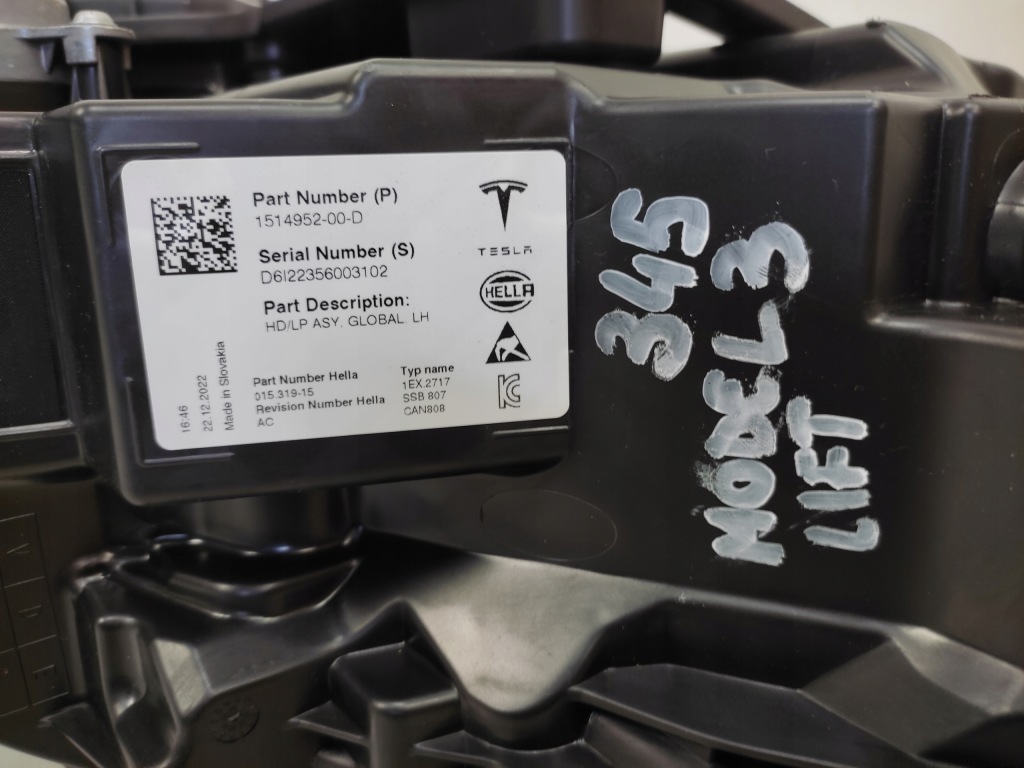 Part Number (P)
1514952-00-D
Serial Number (S)
D6I22356003102
Part Description:
HD/LP ASY. GLOBAL. LH
TESLA
HELLA
16:46
22.12.2022
Made in Slovakia
Part Number Hella
015.319-15
Revision Number Hella
AC
Typ name
1EX.2717
SSB 807
CAN808
345
MODEL 3
LIFT